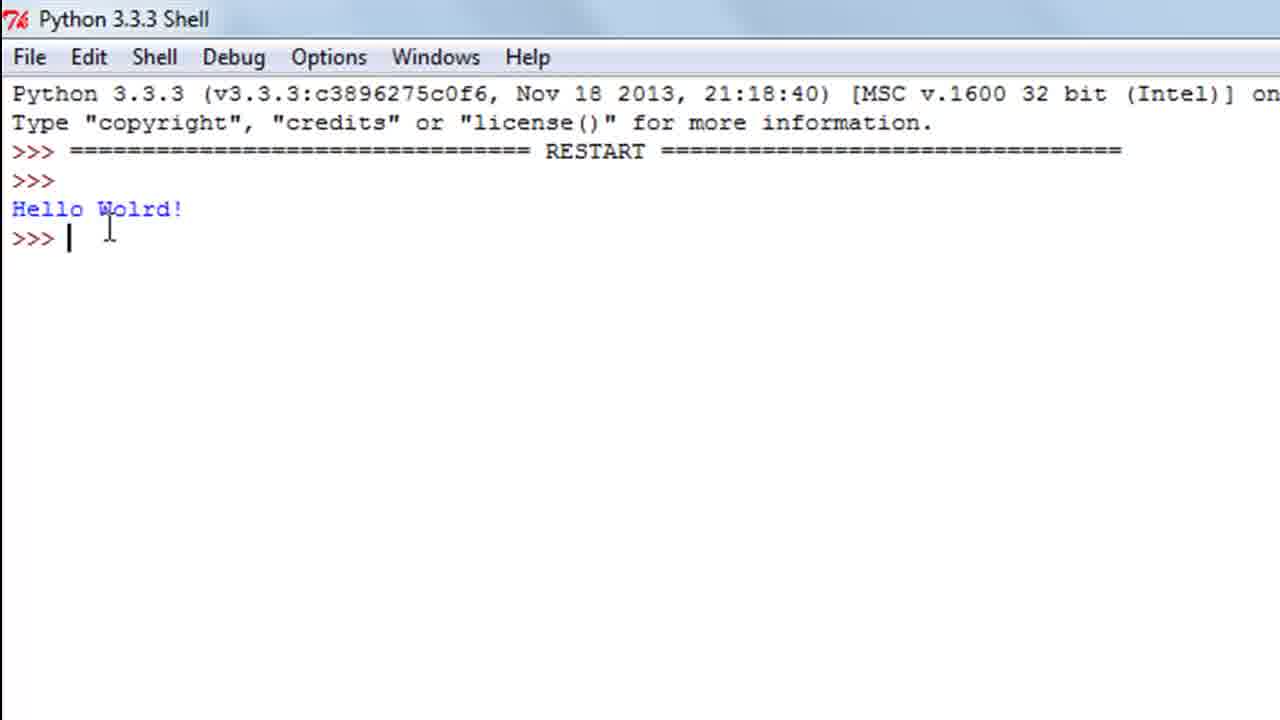 Python 3.3.3 Shell
File Edit Shell Debug Options Windows Help
Python 3.3.3 (v3.3.3:c3896275c0f6, Nov 18 2013, 21:18:40) [MSC v.1600 32 bit (Intel)] on
Type "copyright", "credits" or "license()" for more information.
>>> ================================ RESTART ================================
>>>
Hello Wolrd!
>>>